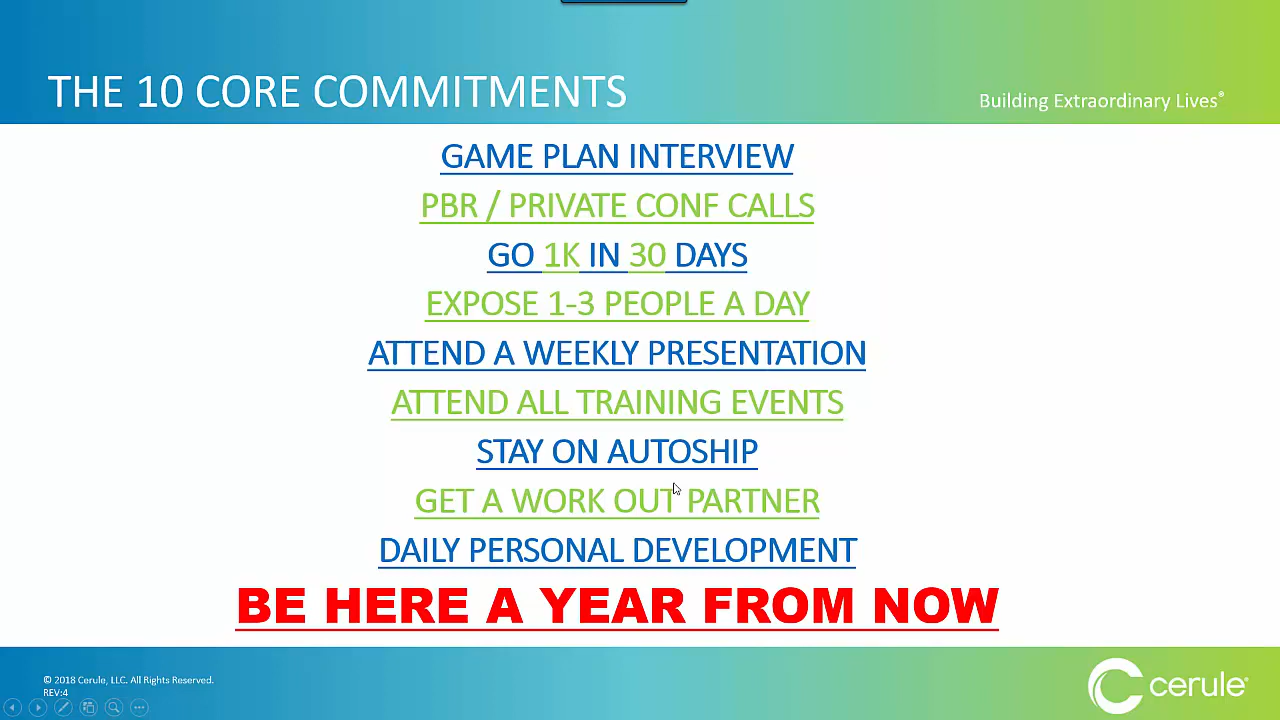 THE 10 CORE COMMITMENTS
Building Extraordinary Lives®
GAME PLAN INTERVIEW
PBR / PRIVATE CONF CALLS
GO 1K IN 30 DAYS
EXPOSE 1-3 PEOPLE A DAY
ATTEND A WEEKLY PRESENTATION
ATTEND ALL TRAINING EVENTS
STAY ON AUTOSHIP
GET A WORK OUT PARTNER
DAILY PERSONAL DEVELOPMENT
BE HERE A YEAR FROM NOW
© 2018 Cerule, LLC. All Rights Reserved.
REV:4
cerule®